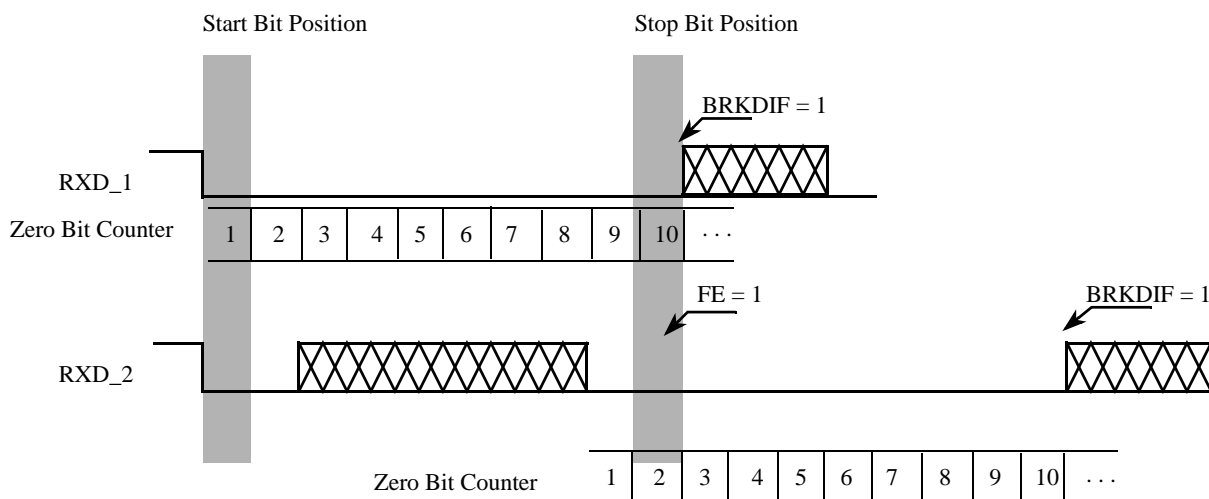 Start Bit Position Stop Bit Position
BRKDIF = 1
RXD_1
Zero Bit Counter 1 2 3 4 5 6 7 8 9 10 . . .
FE = 1 BRKDIF = 1
RXD_2
Zero Bit Counter 1 2 3 4 5 6 7 8 9 10 . . .